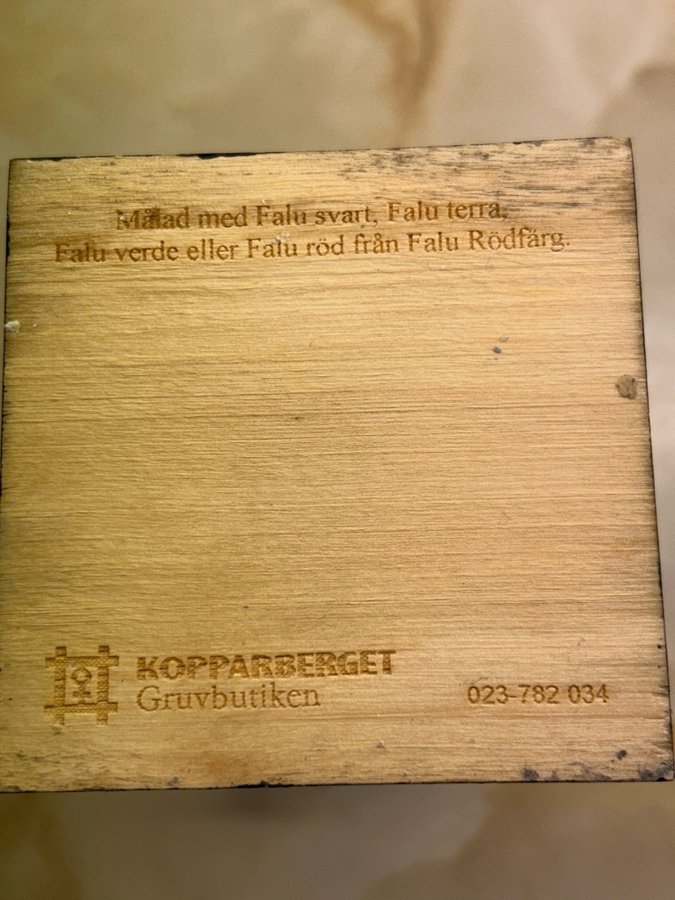 Målad med Falu svart, Falu terra,
Falu verde eller Falu röd från Falu Rödfärg.
KOPPARBERGET
Gruvbutiken
023-782 034